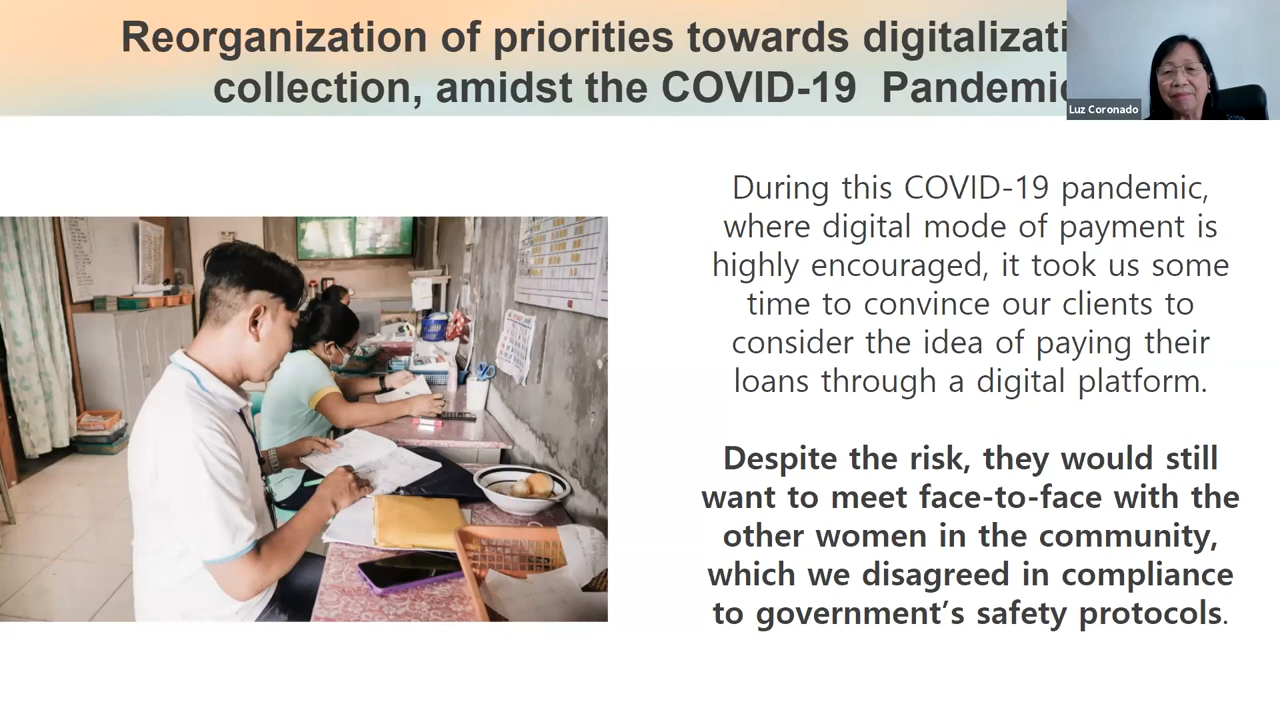 Reorganization of priorities towards
collection, amidst the COVID-19
Luz Coronado
During this COVID-19 pandemic,
where digital mode of payment is
highly encouraged, it took us some
time to convince our clients to
consider the idea of paying their
loans through a digital platform.
Despite the risk, they would still
want to meet face-to-face with the
other women in the community,
which we disagreed in compliance
to government’s safety protocols.